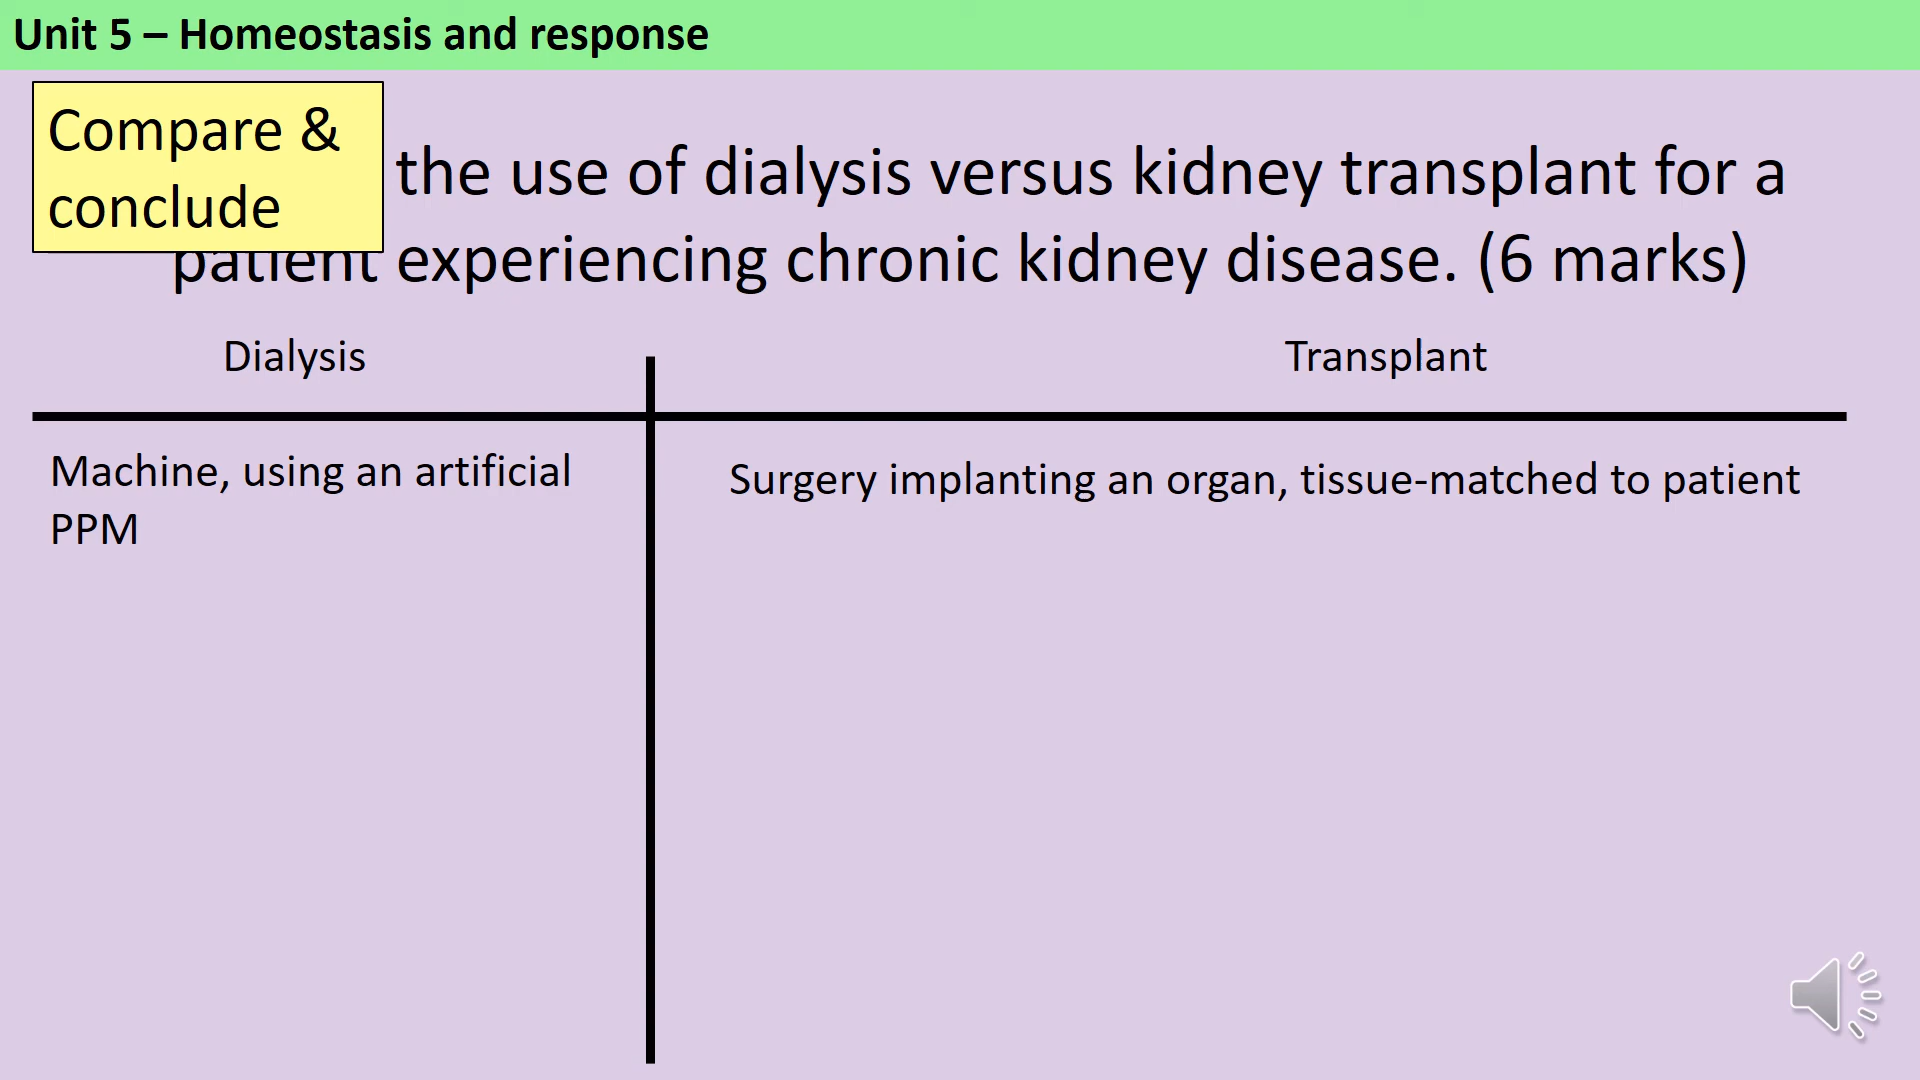 Unit 5 – Homeostasis and response
Compare &
conclude
the use of dialysis versus kidney transplant for a
patient experiencing chronic kidney disease. (6 marks)
Dialysis
Transplant
Machine, using an artificial
PPM
Surgery implanting an organ, tissue-matched to patient